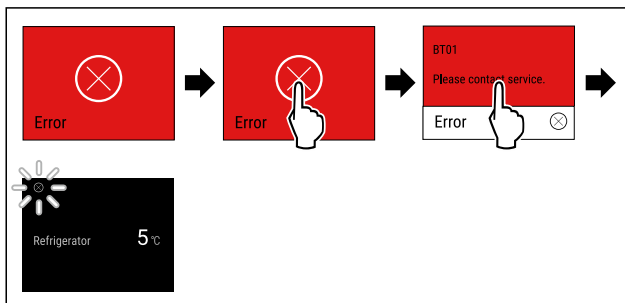 Error
Error
BT01
Please contact service.
Error
Refrigerator 5 °C